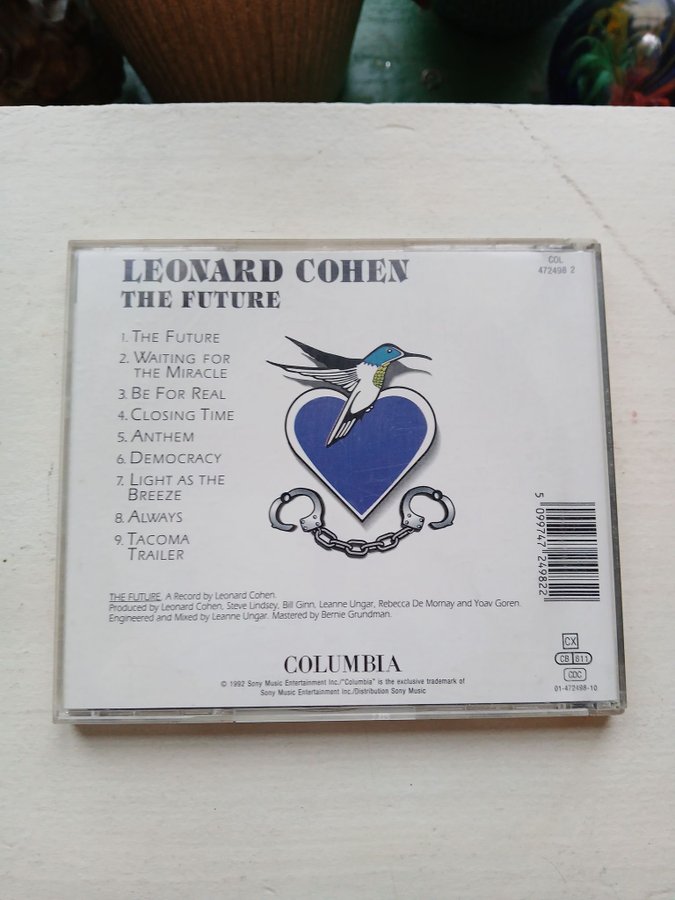 LEONARD COHEN
THE FUTURE
COL
472498 2
1. THE FUTURE
2. WAITING FOR
THE MIRACLE
3. BE FOR REAL
4. CLOSING TIME
5. ANTHEM
6. DEMOCRACY
7. LIGHT AS THE
BREEZE
8. ALWAYS
9. TACOMA
TRAILER
5 099747 249822
THE FUTURE. A Record by Leonard Cohen.
Produced by Leonard Cohen, Steve Lindsey, Bill Ginn, Leanne Ungar, Rebecca De Mornay and Yoav Goren.
Engineered and Mixed by Leanne Ungar. Mastered by Bernie Grundman.
CX
CB 811
CDC
01-472498-10
COLUMBIA
© 1992 Sony Music Entertainment Inc./"Columbia" is the exclusive trademark of
Sony Music Entertainment Inc./Distribution Sony Music